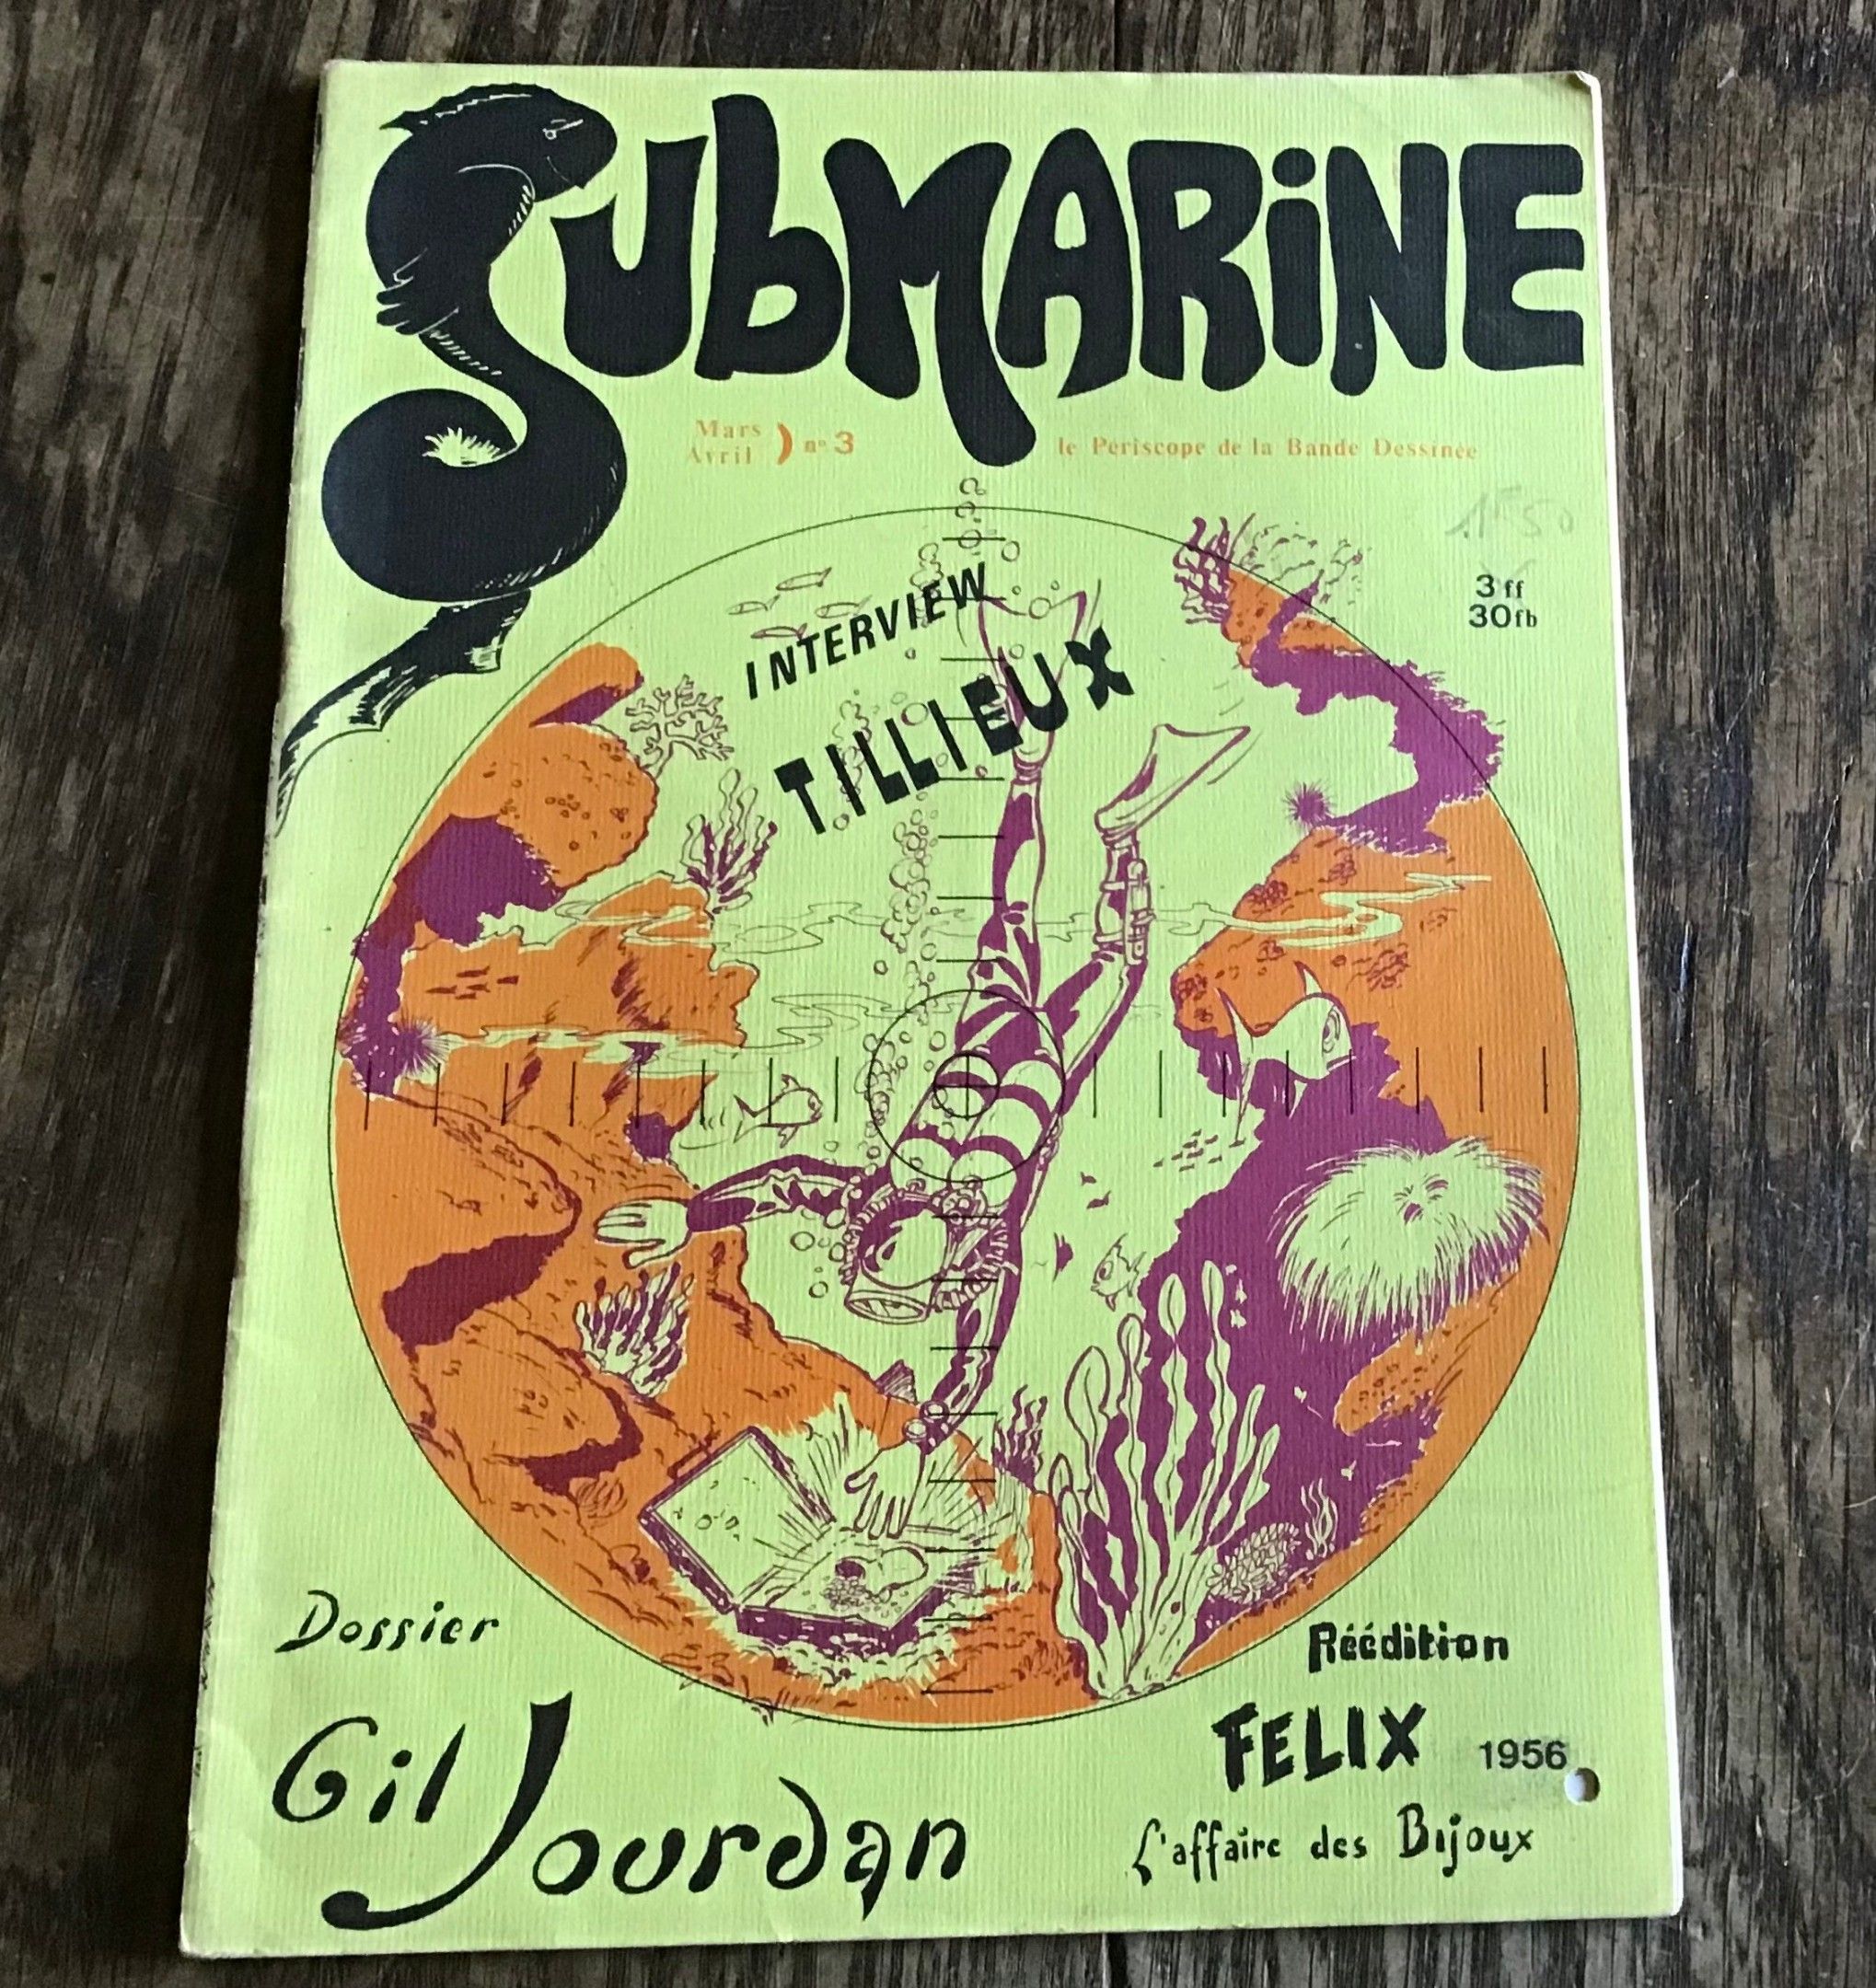 SubMARiNE
Mars
Avril ) n° 3
le Periscope de la Bande Dessinée
1F50
3 ff
30 fb
INTERVIEW
TILLIEUX
Dossier
Gil Jourdan
Réédition
FELIX 1956
L'affaire des Bijoux